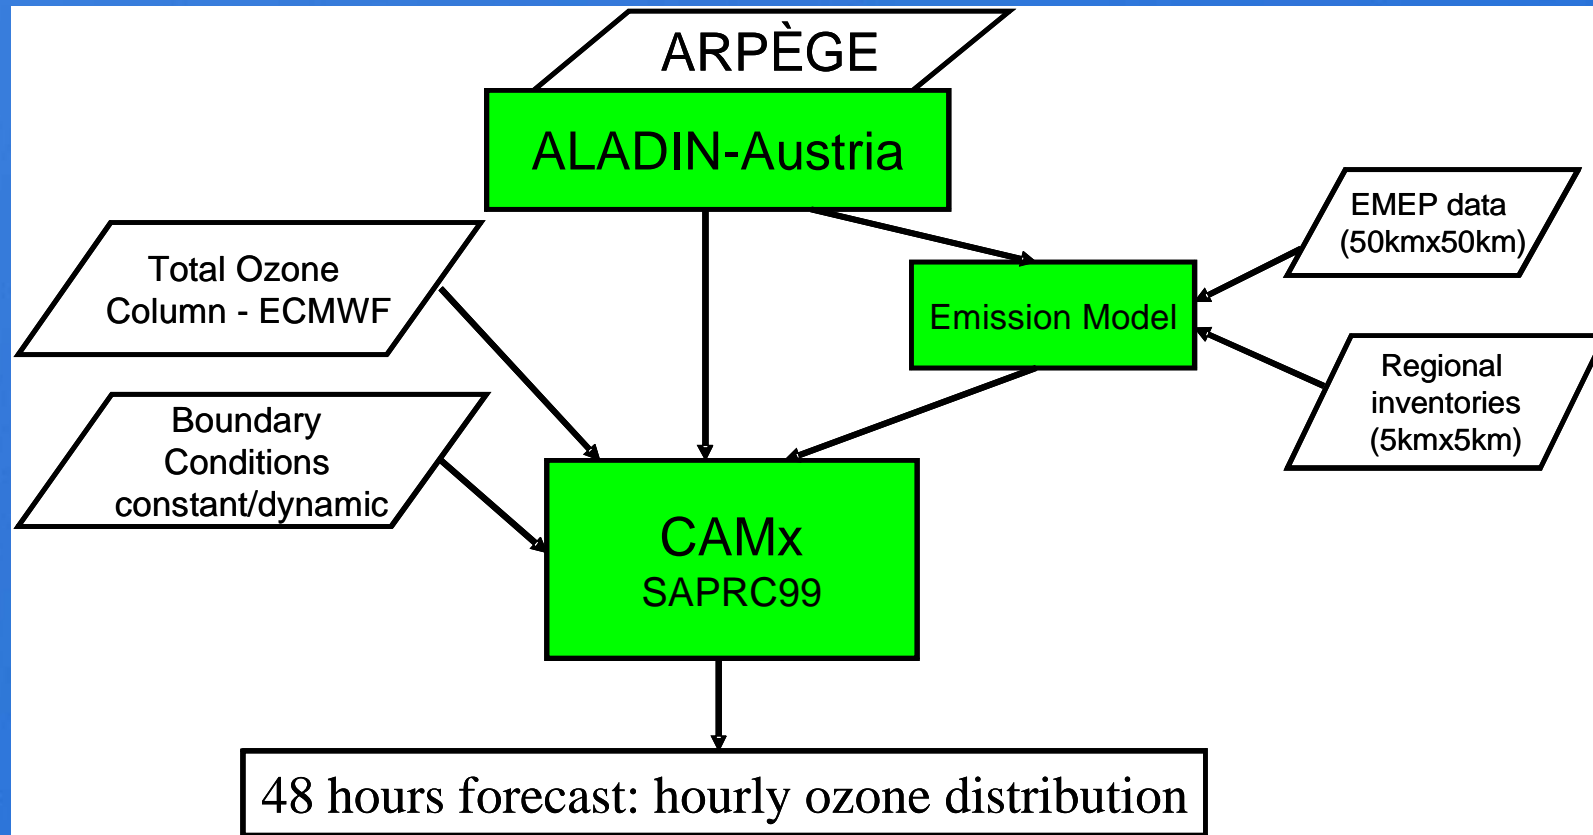 ARPÈGE
ALADIN-Austria
EMEP data
(50kmx50km)
Total Ozone
Column - ECMWF
Emission Model
Regional
inventories
(5kmx5km)
Boundary
Conditions
constant/dynamic
CAMx
SAPRC99
48 hours forecast: hourly ozone distribution